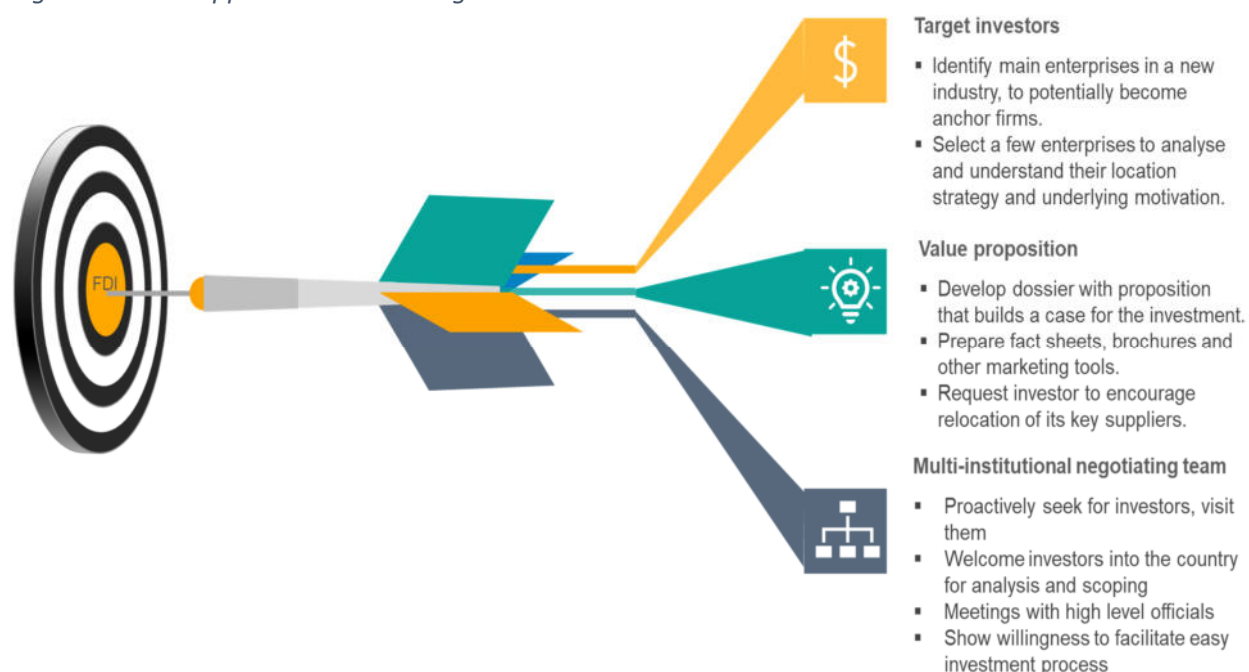 Target investors
▪ Identify main enterprises in a new
industry, to potentially become
anchor firms.
▪ Select a few enterprises to analyse
and understand their location
strategy and underlying motivation.
$
FDI
Value proposition
▪ Develop dossier with proposition
that builds a case for the investment.
▪ Prepare fact sheets, brochures and
other marketing tools.
▪ Request investor to encourage
relocation of its key suppliers.
Multi-institutional negotiating team
▪ Proactively seek for investors, visit
them
▪ Welcome investors into the country
for analysis and scoping
▪ Meetings with high level officials
▪ Show willingness to facilitate easy
investment process